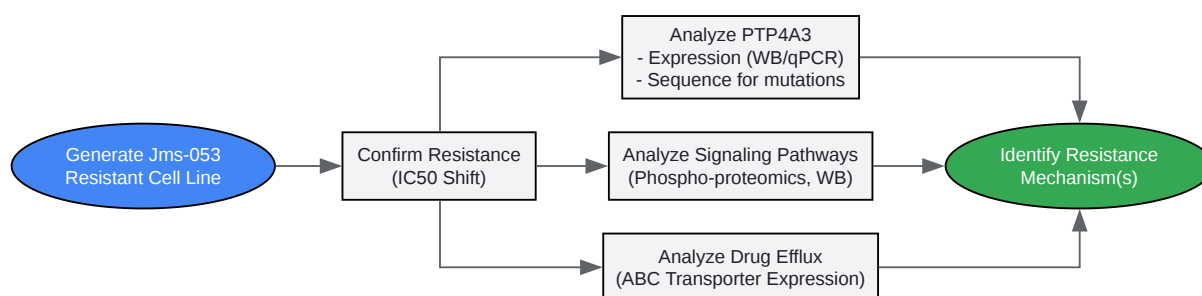 Generate Jms-053
Resistant Cell Line
Confirm Resistance
(IC50 Shift)
Analyze PTP4A3
- Expression (WB/qPCR)
- Sequence for mutations
Analyze Signaling Pathways
(Phospho-proteomics, WB)
Analyze Drug Efflux
(ABC Transporter Expression)
Identify Resistance
Mechanism(s)